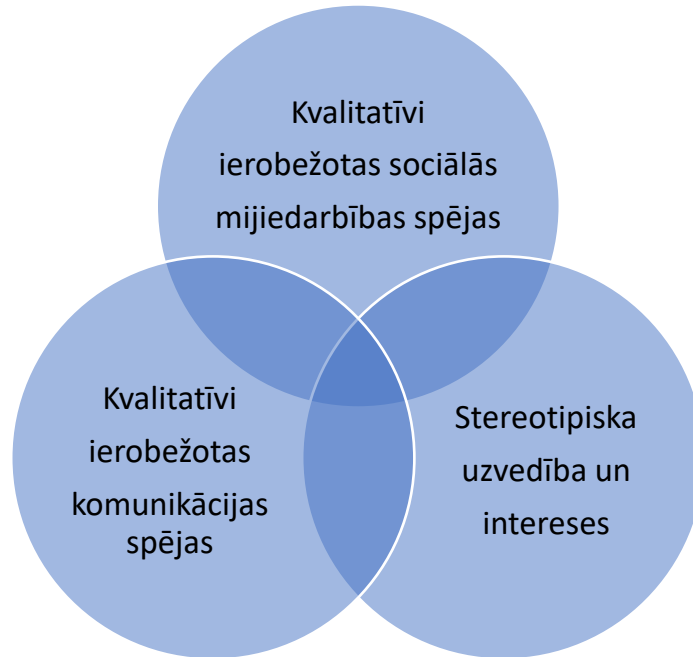 Kvalitatīvi
ierobežotas sociālās
mijiedarbības spējas
Kvalitatīvi
ierobežotas
komunikācijas
spējas
Stereotipiska
uzvedība un
intereses